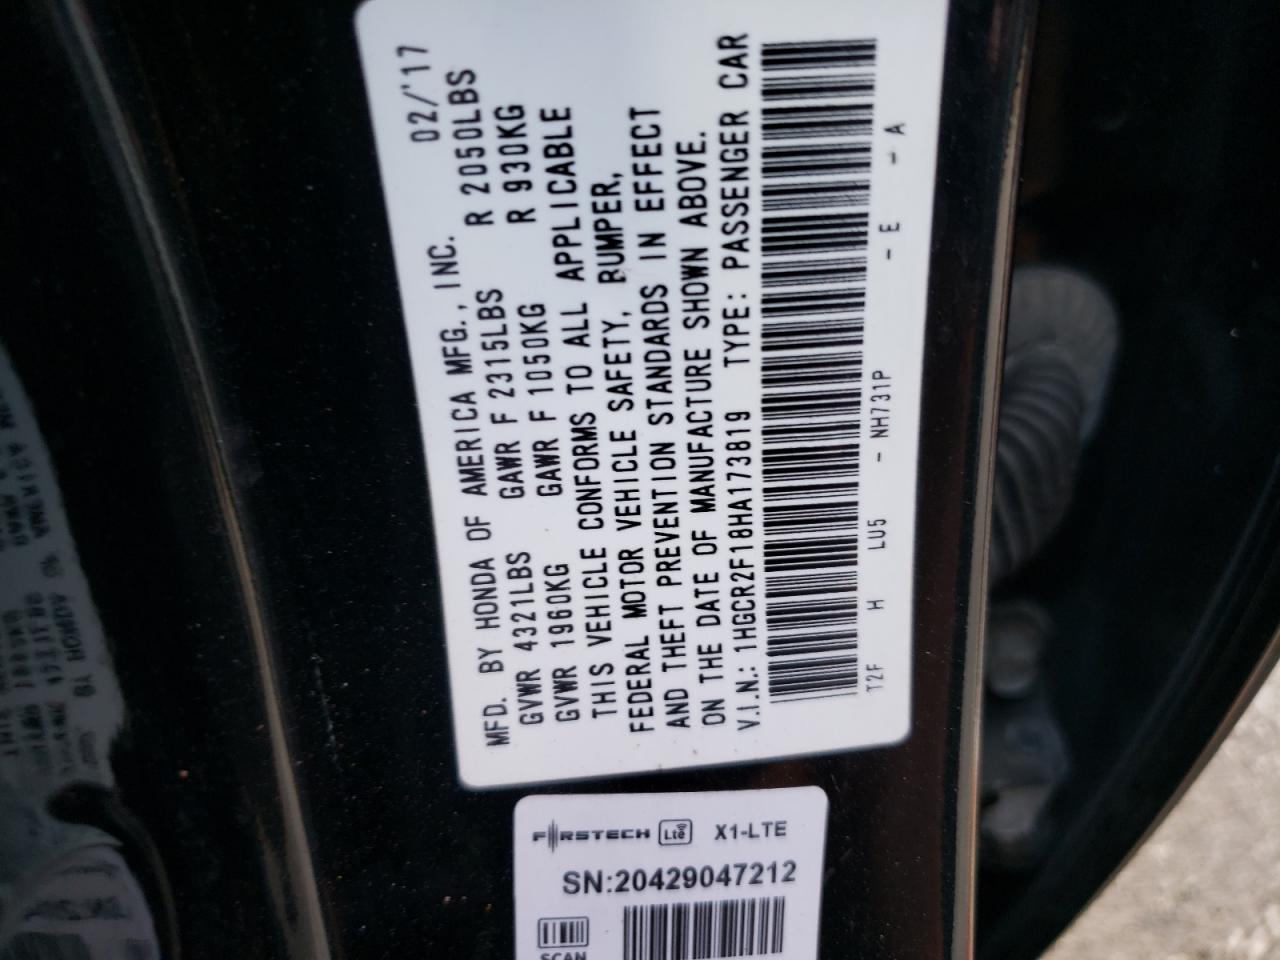 MFD. BY HONDA OF AMERICA MFG., INC. 02/'17
GVWR 4321LBS GAWR F 2315LBS R 2050LBS
GVWR 1960KG GAWR F 1050KG R 930KG
THIS VEHICLE CONFORMS TO ALL APPLICABLE
FEDERAL MOTOR VEHICLE SAFETY, BUMPER,
AND THEFT PREVENTION STANDARDS IN EFFECT
ON THE DATE OF MANUFACTURE SHOWN ABOVE.
V.I.N.: 1HGCR2F18HA173819 TYPE: PASSENGER CAR
T2F H LU5 - NH731P - E - A
FIRSTECH LTE X1-LTE
SN:20429047212
SCAN